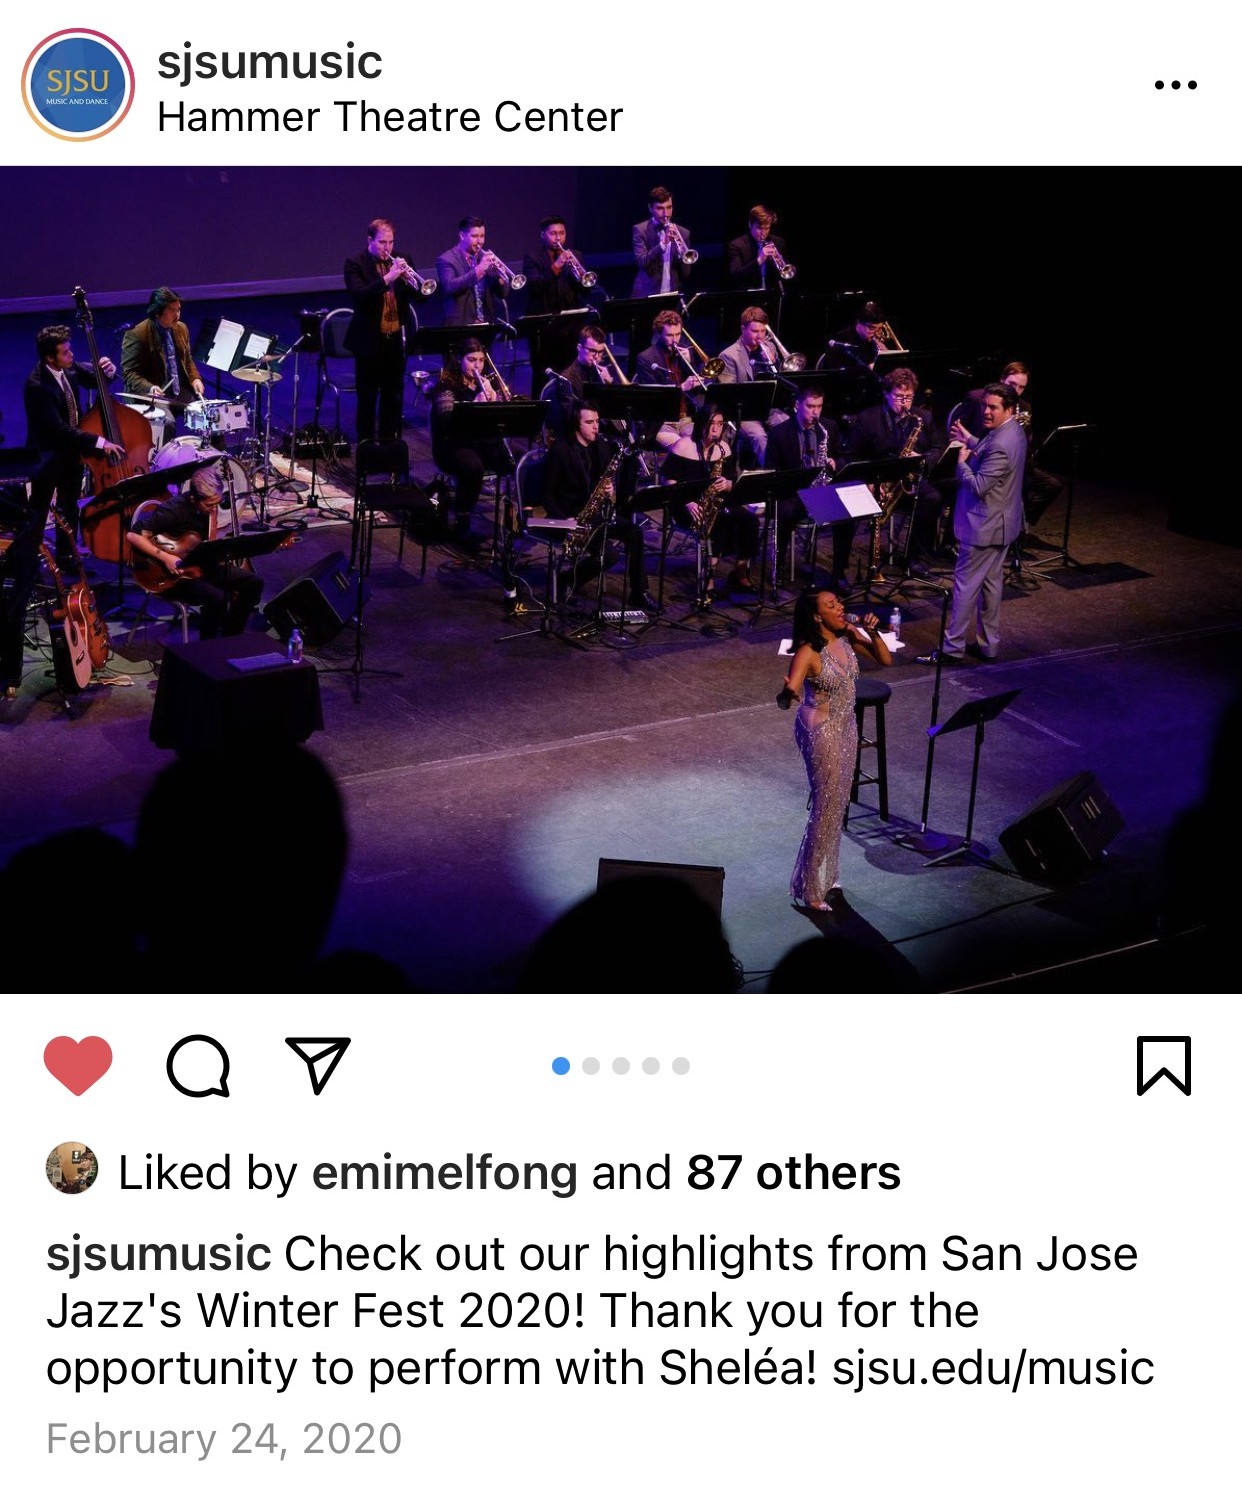 SJSU
MUSIC AND DANCE
sjsumusic
Hammer Theatre Center
Liked by emimelfong and 87 others
sjsumusic Check out our highlights from San Jose
Jazz's Winter Fest 2020! Thank you for the
opportunity to perform with Sheléa! sjsu.edu/music
February 24, 2020